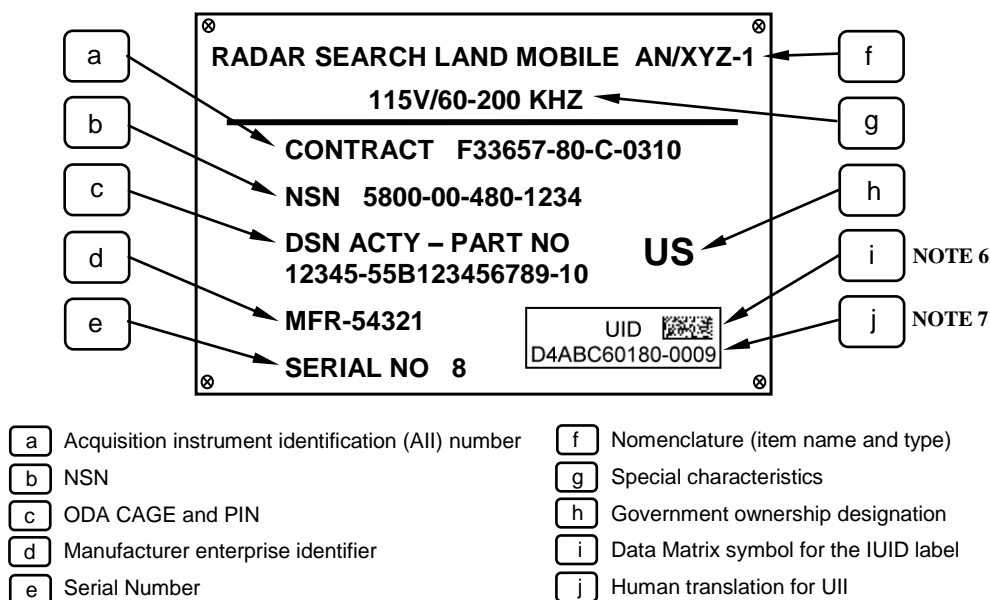 RADAR SEARCH LAND MOBILE AN/XYZ-1
115V/60-200 KHZ
CONTRACT F33657-80-C-0310
NSN 5800-00-480-1234
DSN ACTY – PART NO
12345-55B123456789-10
US
MFR-54321
SERIAL NO 8
UID
D4ABC60180-0009
a
b
c
d
e
f
g
h
i NOTE 6
j NOTE 7
a Acquisition instrument identification (AII) number
b NSN
c ODA CAGE and PIN
d Manufacturer enterprise identifier
e Serial Number
f Nomenclature (item name and type)
g Special characteristics
h Government ownership designation
i Data Matrix symbol for the IUID label
j Human translation for UII